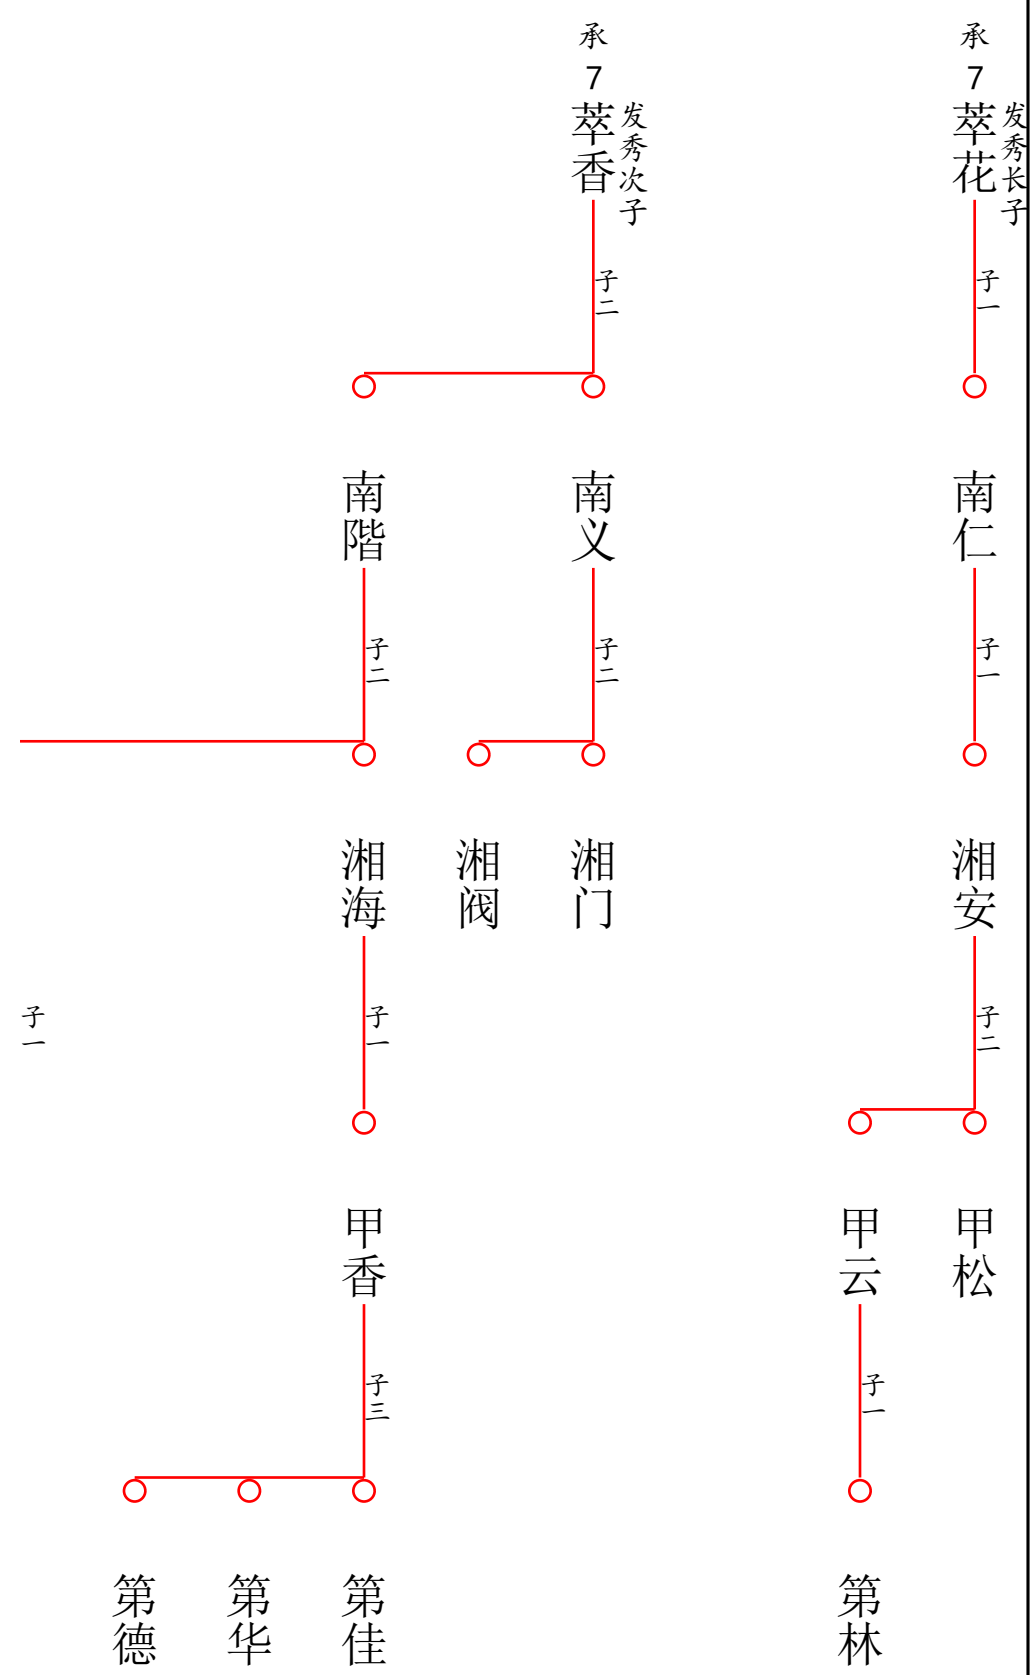 承
7
萃花
发秀长子
子一
南仁
子一
湘安
子二
甲松
甲云
子一
第林
承
7
萃香
发秀次子
子二
南义
子二
湘门
湘阀
南階
子二
湘海
子一
甲香
子三
第佳
第华
第德
子一